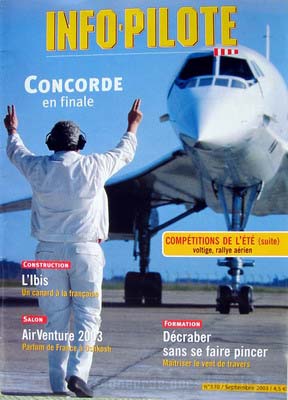 INFO-PILOTE
CONCORDE
en finale
COMPÉTITIONS DE L'ÉTÉ (suite)
voltige, rallye aérien
CONSTRUCTION
L'Ibis
Un canard à la française
SALON
AirVenture 2003
Parfum de France à Oshkosh
FORMATION
Décraber
sans se faire pincer
Maîtriser le vent de travers
N°570 / Septembre 2003 / 4,5 €